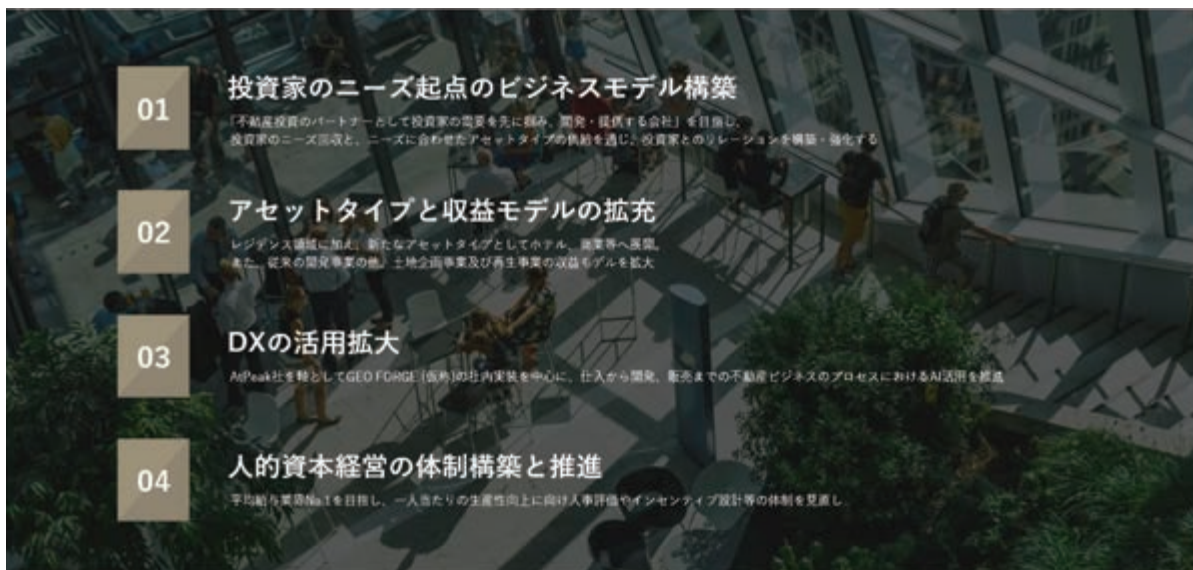 01
投資家のニーズ起点のビジネスモデル構築
「不動産投資のパートナーとして投資家の需要を先に掴み、開発・提供する会社」を目指し、
投資家のニーズ回収と、ニーズに合わせたアセットタイプの供給を通じ、投資家とのリレーションを構築・強化する
02
アセットタイプと収益モデルの拡充
レジデンス領域に加え、新たなアセットタイプとしてホテル、商業等へ展開。
また、従来の開発事業の他、土地企画事業及び再生事業の収益モデルを拡大
03
DXの活用拡大
AtPeak社を軸としてGEO FORGE (仮称)の社内実装を中心に、仕入から開発、販売までの不動産ビジネスのプロセスにおけるAI活用を推進
04
人的資本経営の体制構築と推進
平均給与業界No.1を目指し、一人当たりの生産性向上に向け人事評価やインセンティブ設計等の体制を見直し